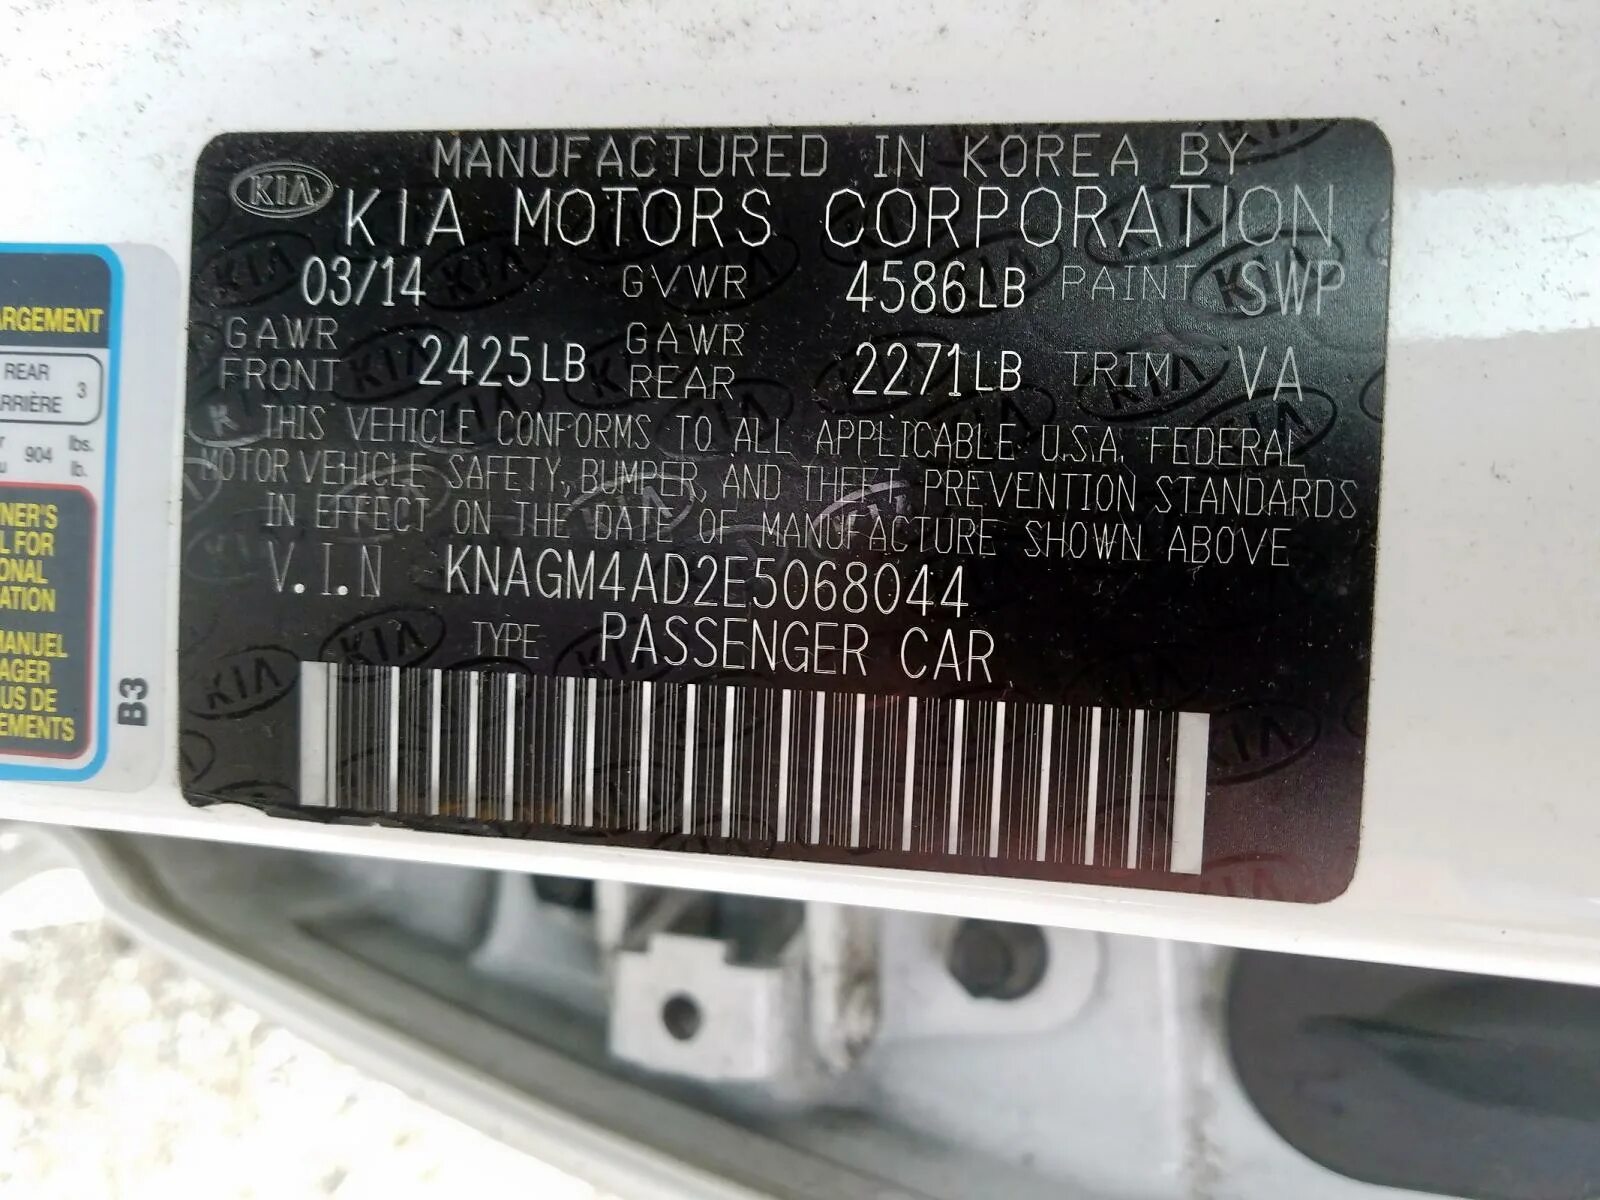 MANUFACTURED IN KOREA BY
KIA
KIA MOTORS CORPORATION
03/14 GVWR 4586LB PAINT SWP
GAWR FRONT 2425LB GAWR REAR 2271LB TRIM VA
THIS VEHICLE CONFORMS TO ALL APPLICABLE U.S.A. FEDERAL
MOTOR VEHICLE SAFETY, BUMPER, AND THEFT PREVENTION STANDARDS
IN EFFECT ON THE DATE OF MANUFACTURE SHOWN ABOVE
V.I.N KNAGM4AD2E5068044
TYPE PASSENGER CAR
ARGEMENT
REAR 3
RRIÈRE
904 lbs.
lb.
NER'S
L FOR
ONAL
ATION
MANUEL
AGER
US DE
EMENTS
B3